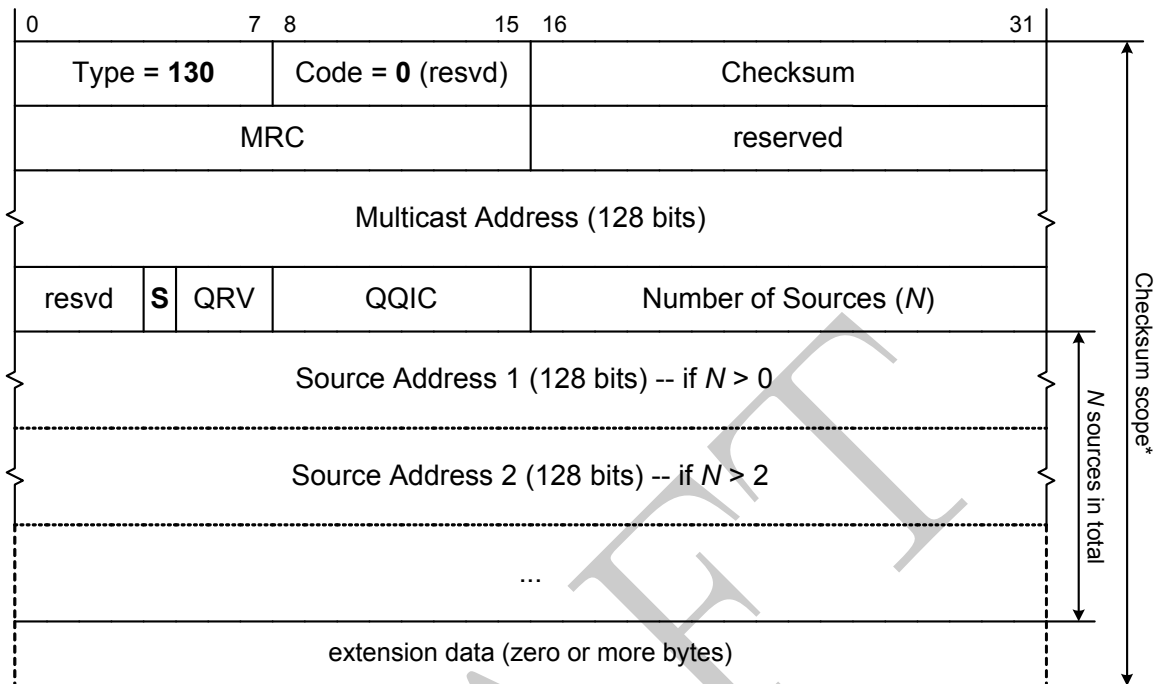 0 7 8 15 16 31
Type = 130 Code = 0 (resvd) Checksum
MRC reserved
Multicast Address (128 bits)
resvd S QRV QQIC Number of Sources (N)
Source Address 1 (128 bits) -- if N > 0
Source Address 2 (128 bits) -- if N > 2
...
extension data (zero or more bytes)
N sources in total
Checksum scope*